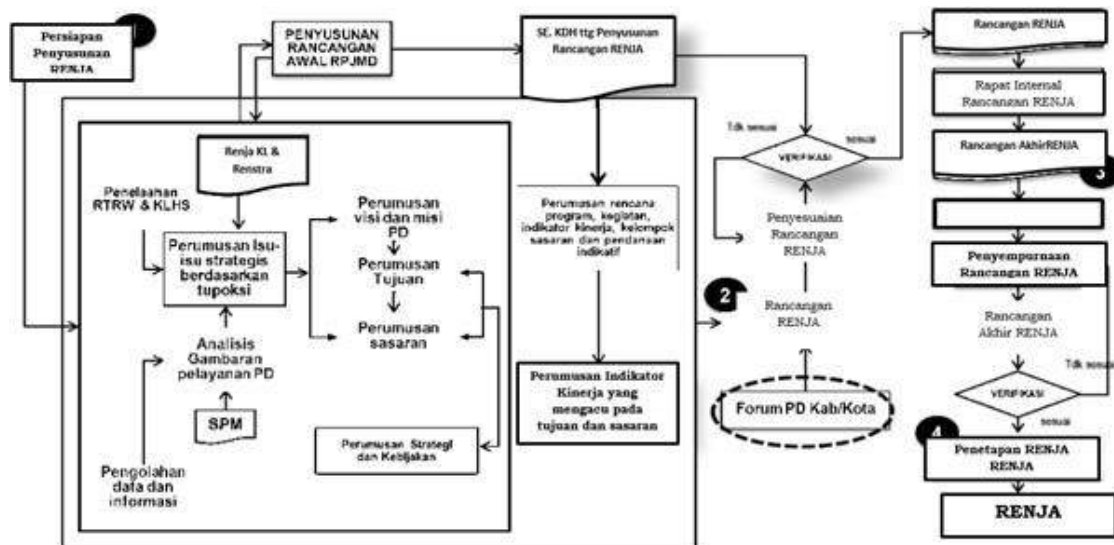 Persiapan
Penyusunan
RENJA
PENYUSUNAN
RANCANGAN
AWAL RPJMD
SE. KDH ttg Penyusunan
Rancangan RENJA
Renja KL &
Renstra
Penelaahan
RTRW & KLHS
Perumusan Isu-
isu strategis
berdasarkan
tupoksi
Analisis
Gambaran
pelayanan PD
SPM
Pengolahan
data dan
informasi
Perumusan
visi dan misi
PD
Perumusan
Tujuan
Perumusan
sasaran
Perumusan Strategi
dan Kebijakan
Perumusan rencana
program, kegiatan,
indikator kinerja, kelompok
sasaran dan pendanaan
indikatif
Perumusan Indikator
Kinerja yang
mengacu pada
tujuan dan sasaran
2
Tdk sesuai
sesuai
VERIFIKASI
Penyesuaian
Rancangan
RENJA
Rancangan
RENJA
Forum PD Kab/Kota
Rancangan RENJA
Rapat Internal
Rancangan RENJA
Rancangan AkhirRENJA
3
Penyempurnaan
Rancangan RENJA
Rancangan
Akhir RENJA
Tdk sesuai
VERIFIKASI
sesuai
4
Penetapan RENJA
RENJA
RENJA